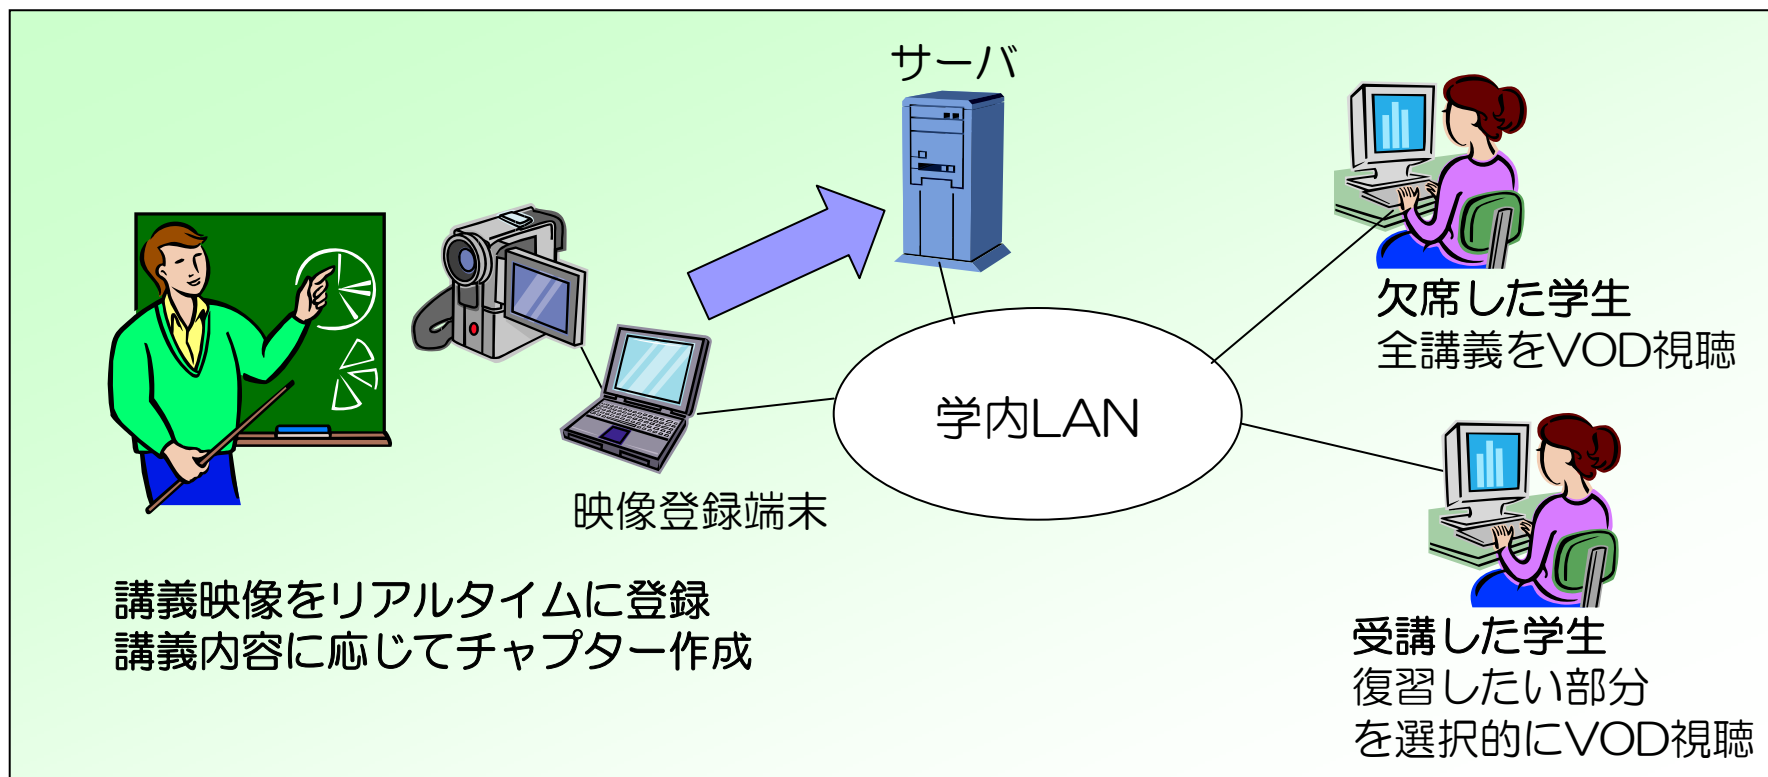 サーバ
欠席した学生
全講義をVOD視聴
学内LAN
映像登録端末
講義映像をリアルタイムに登録
講義内容に応じてチャプター作成
受講した学生
復習したい部分
を選択的にVOD視聴